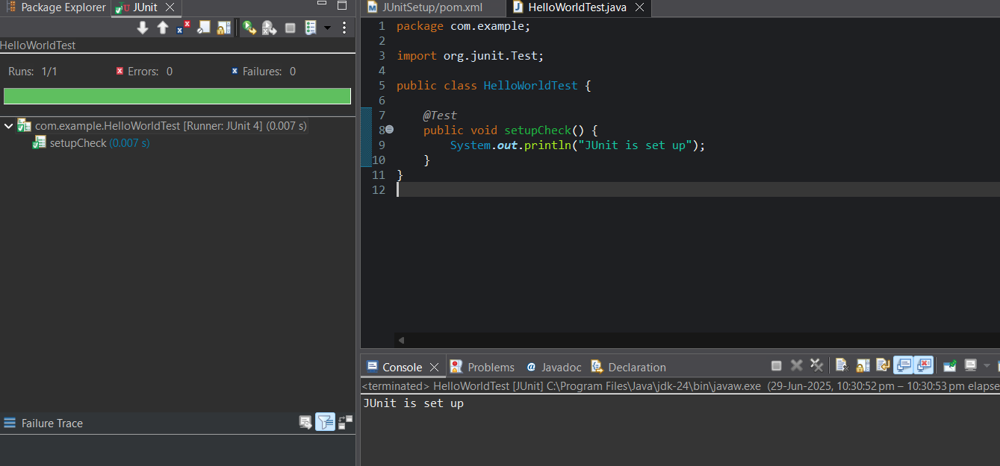 Package Explorer
JUnit
HelloWorldTest
Runs: 1/1
Errors: 0
Failures: 0
com.example.HelloWorldTest [Runner: JUnit 4] (0.007 s)
setupCheck (0.007 s)
Failure Trace
JUnitSetup/pom.xml
HelloWorldTest.java
1 package com.example;
2
3 import org.junit.Test;
4
5 public class HelloWorldTest {
6
7 @Test
8 public void setupCheck() {
9 System.out.println("JUnit is set up");
10 }
11 }
12
Console
Problems
@ Javadoc
Declaration
<terminated> HelloWorldTest [JUnit] C:\Program Files\Java\jdk-24\bin\javaw.exe (29-Jun-2025, 10:30:52 pm – 10:30:53 pm elapse
JUnit is set up